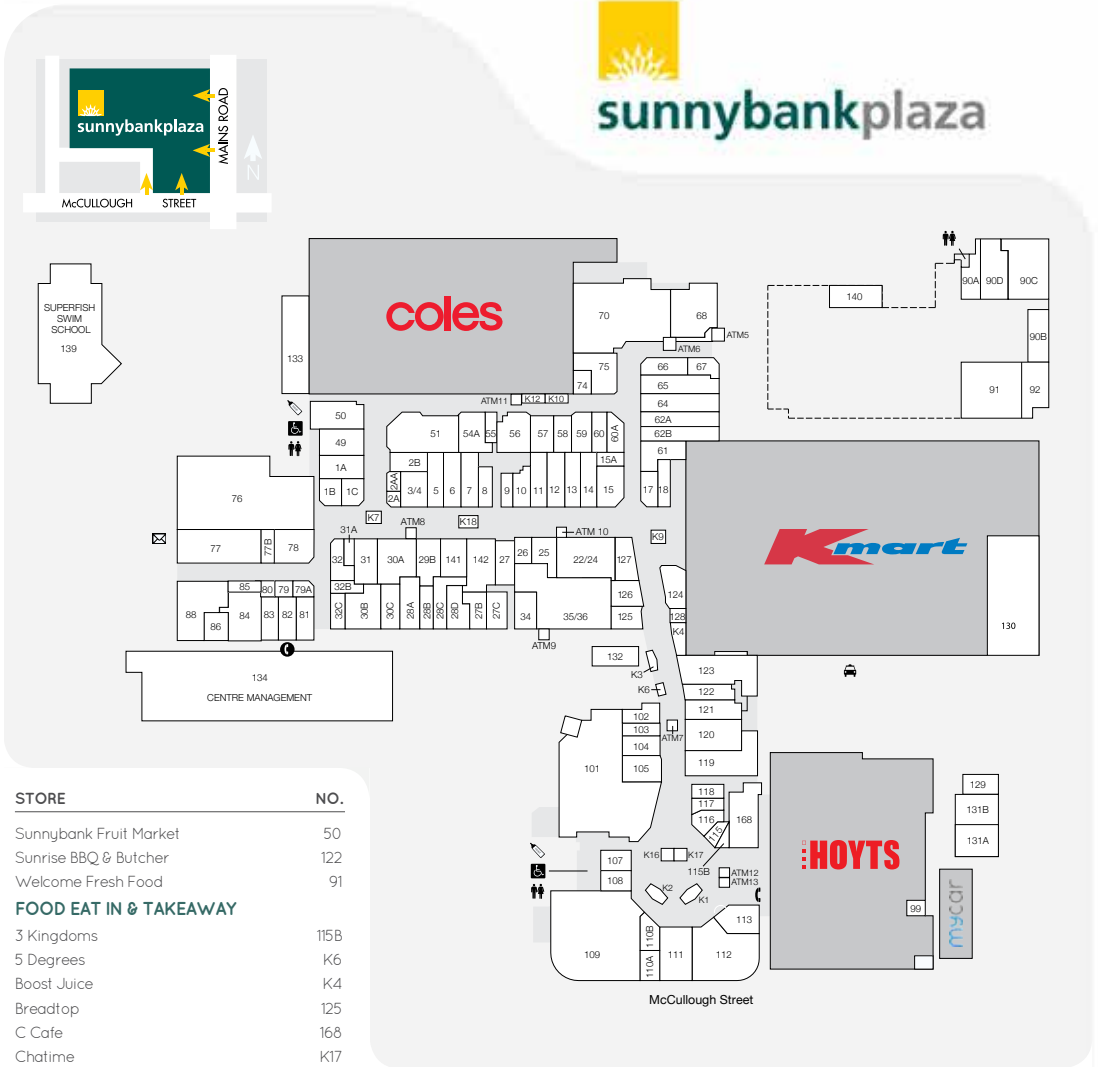 sunnybankplaza
sunnybankplaza
MAINS ROAD
N
McCULLOUGH STREET
SUPERFISH
SWIM
SCHOOL
139
133
coles
70
68
ATM5
ATM6
75
74
66
67
65
64
62A
62B
61
140
90A
90D
90C
90B
91
92
ATM11
K12
K10
50
49
1A
1B
1C
51
54A
55
56
57
58
59
60
60A
2B
2AA
2A
3/4
5
6
7
8
9
10
11
12
13
14
15A
15
17
18
76
77
77B
78
K7
ATM8
K18
ATM 10
K9
Kmart
130
31A
32
31
30A
29B
141
142
27
26
25
22/24
127
32B
32C
30B
30C
28A
28B
28C
28D
27B
27C
34
35/36
126
125
124
128
K4
ATM9
88
86
85
84
80
79
79A
83
82
81
134
CENTRE MANAGEMENT
132
K3
K6
123
122
121
120
119
102
103
104
105
101
ATM7
118
117
116
115
168
115B
K16
K17
ATM12
ATM13
K2
K1
107
108
109
110B
110A
111
112
113
HOYTS
99
129
131B
131A
mycar
McCullough Street
STORE NO.
Sunnybank Fruit Market 50
Sunrise BBQ & Butcher 122
Welcome Fresh Food 91
FOOD EAT IN & TAKEAWAY
3 Kingdoms 115B
5 Degrees K6
Boost Juice K4
Breadtop 125
C Cafe 168
Chatime K17